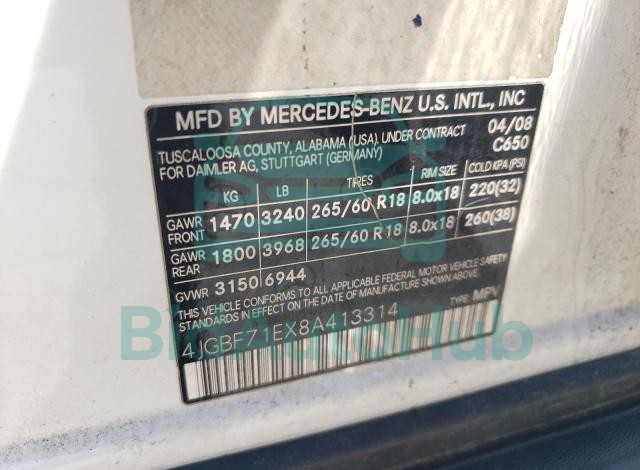 MFD BY MERCEDES-BENZ U.S. INTL., INC
TUSCALOOSA COUNTY, ALABAMA (USA), UNDER CONTRACT 04/08
FOR DAIMLER AG, STUTTGART (GERMANY) C650
KG LB TIRES RIM SIZE COLD KPA (PSI)
GAWR FRONT 1470 3240 265/60 R18 8.0x18 220(32)
GAWR REAR 1800 3968 265/60 R18 8.0x18 260(38)
GVWR 3150 6944
THIS VEHICLE CONFORMS TO ALL APPLICABLE FEDERAL MOTOR VEHICLE SAFETY
STANDARDS IN EFFECT ON THE DATE OF MANUFACTURE SHOWN ABOVE.
4JGBF71EX8A413314 TYPE: MPV
BidAutoHub